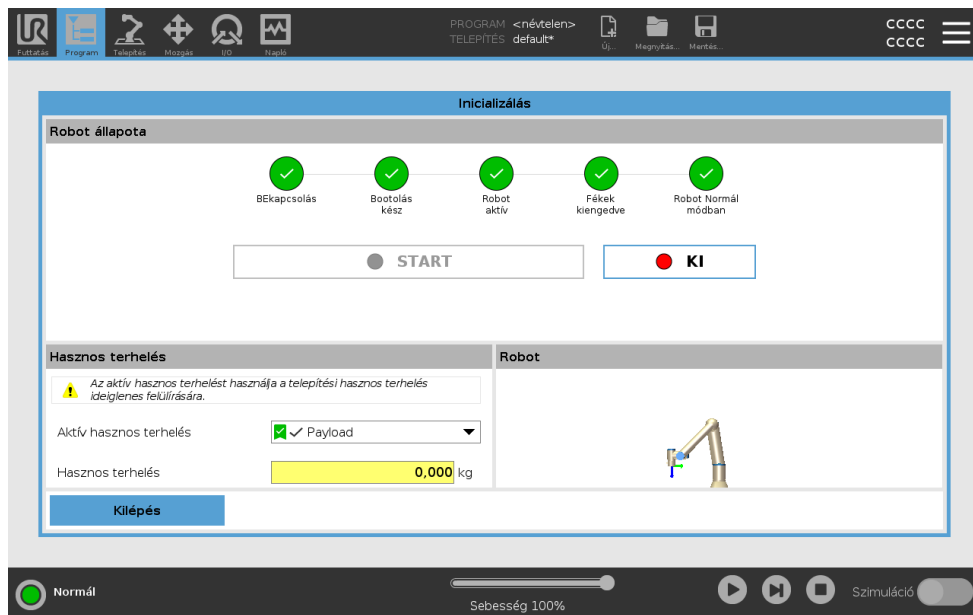 UR
Futtatás
Program
Telepítés
Mozgás
I/O
Napló
PROGRAM <névtelen>
TELEPÍTÉS default*
Új...
Megnyitás...
Mentés...
CCCC
CCCC
Inicializálás
Robot állapota
BEkapcsolás
Bootolás
kész
Robot
aktív
Fékek
kiengedve
Robot Normál
módban
START
KI
Hasznos terhelés
Robot
Az aktív hasznos terhelést használja a telepítési hasznos terhelés
ideiglenes felülírására.
Aktív hasznos terhelés
Payload
Hasznos terhelés
0,000 kg
Kilépés
Normál
Sebesség 100%
Szimuláció